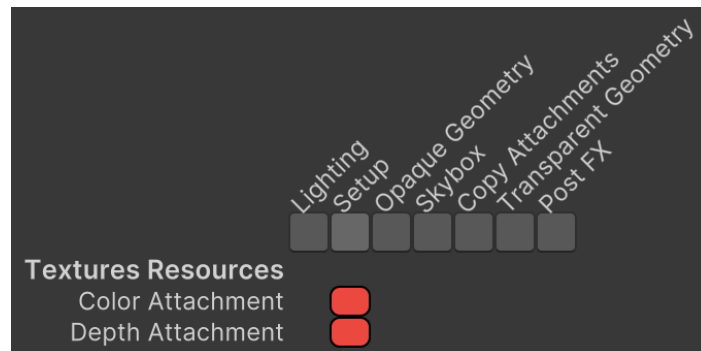 Lighting
Setup
Opaque Geometry
Skybox
Copy Attachments
Transparent Geometry
Post FX
Textures Resources
Color Attachment
Depth Attachment